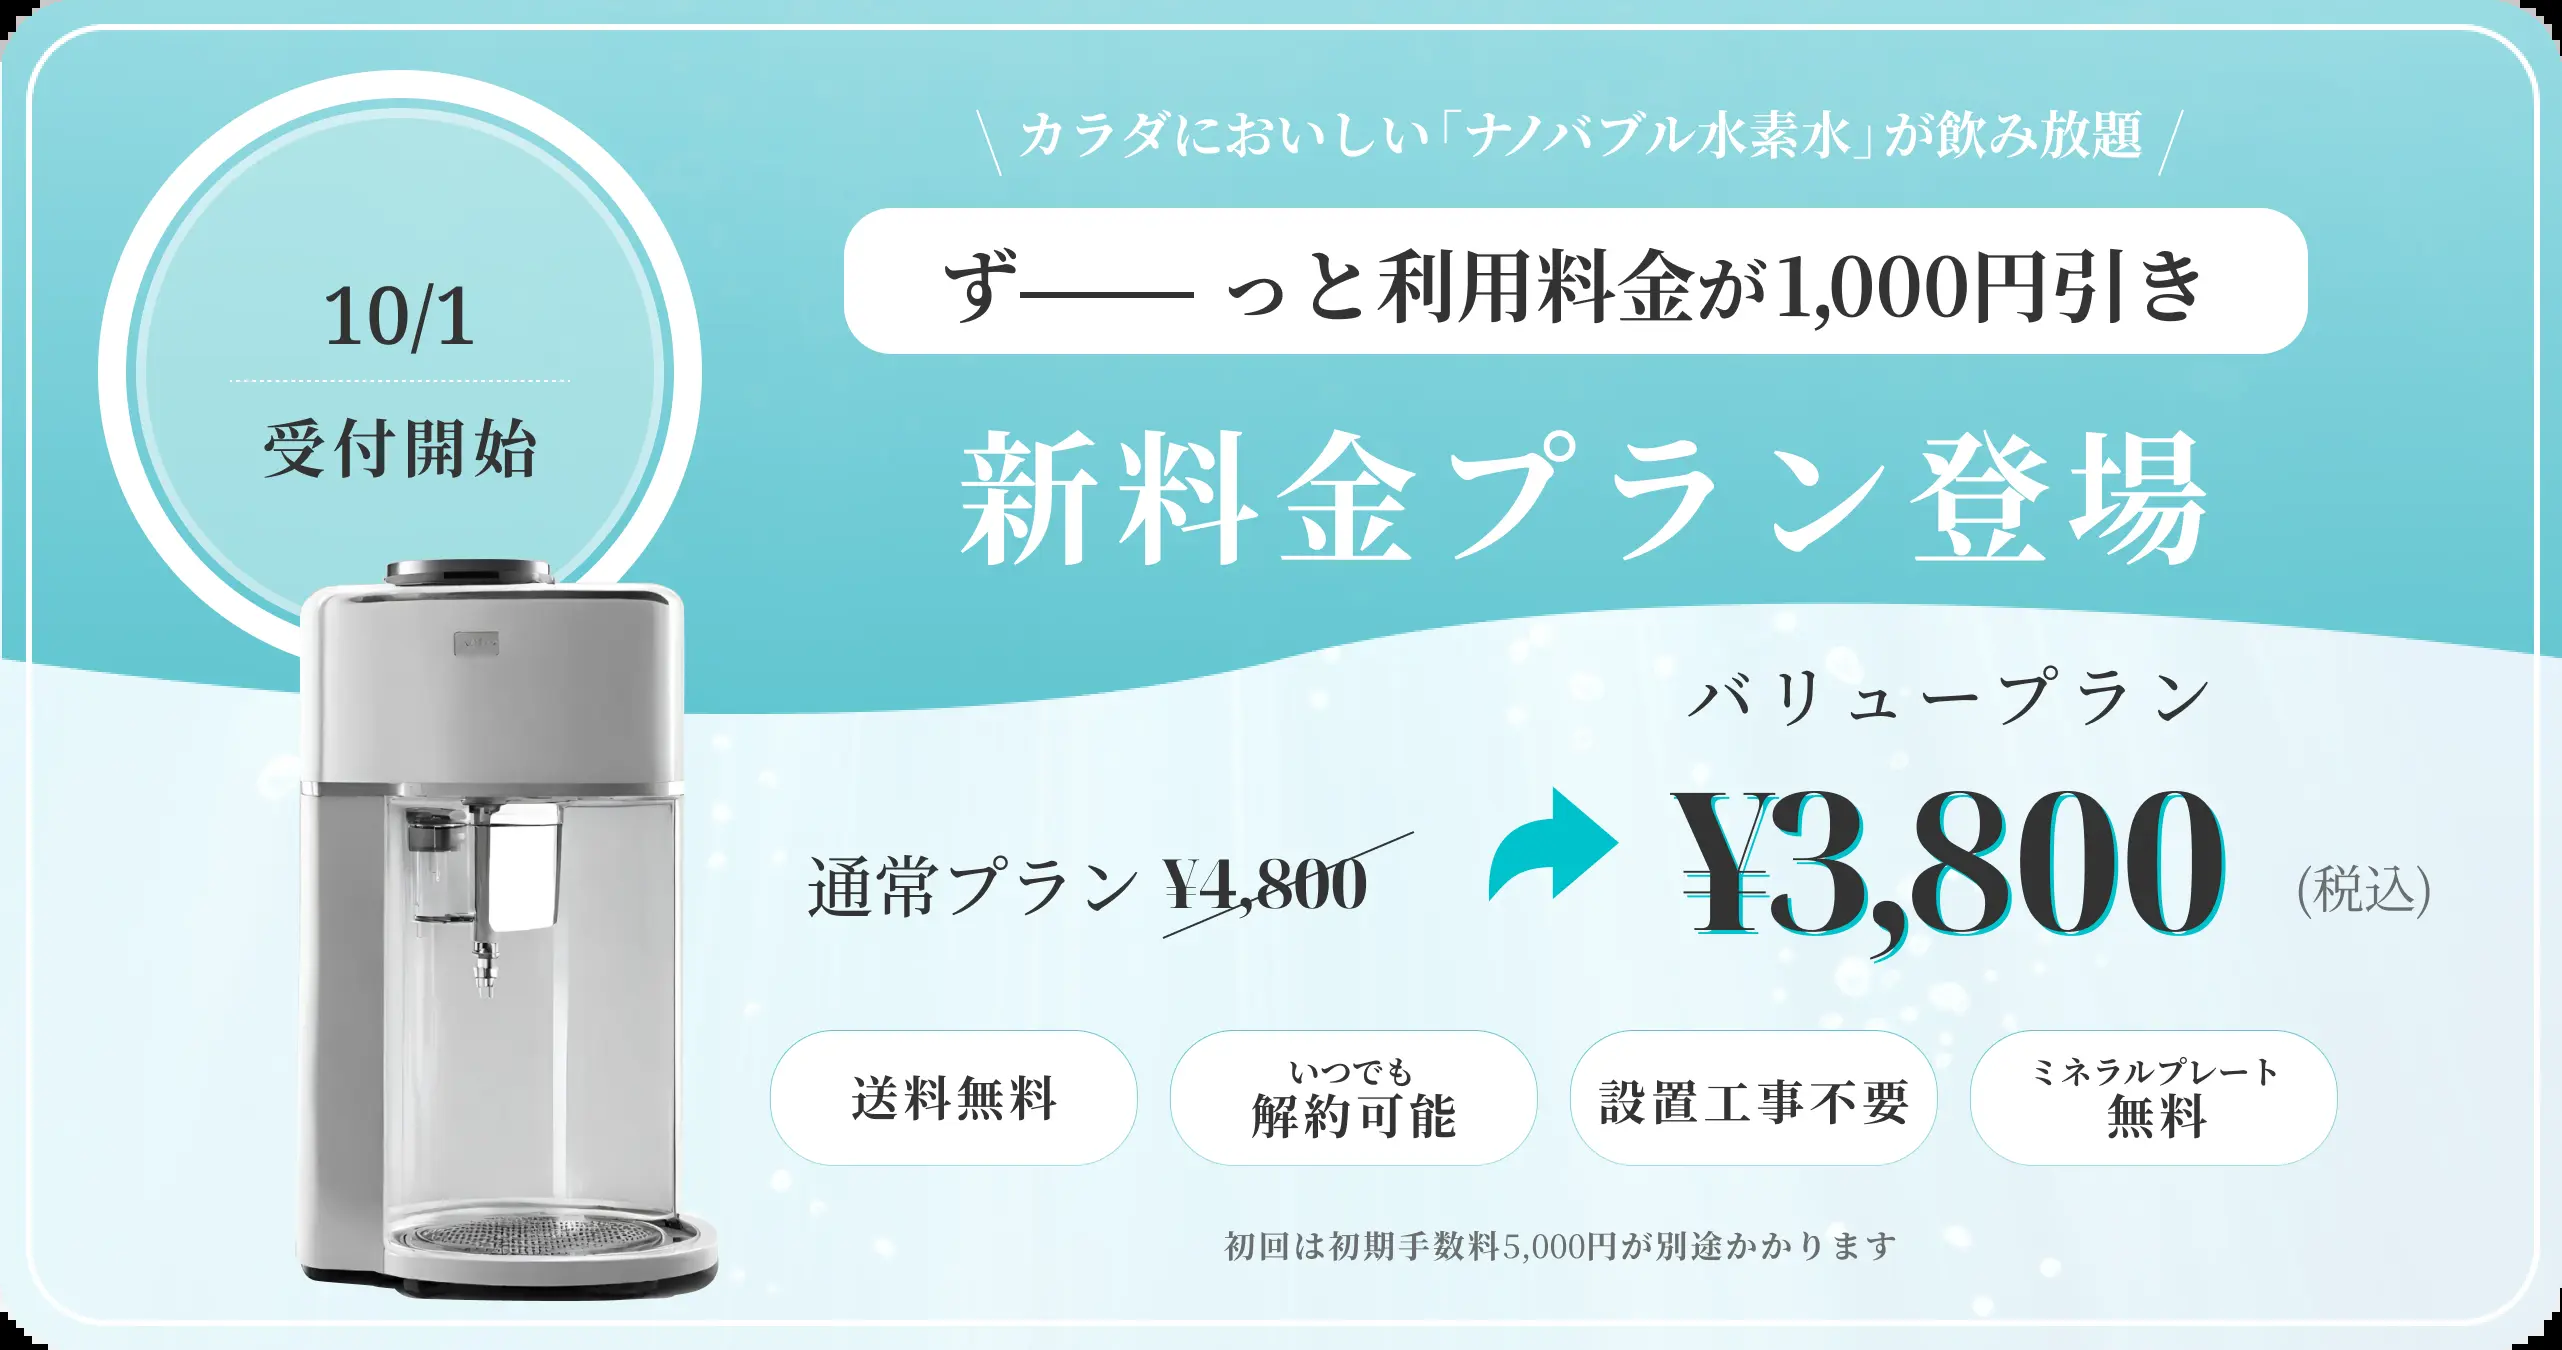 10/1
受付開始
\ カラダにおいしい「ナノバブル水素水」が飲み放題 /
ず―― っと利用料金が1,000円引き
新料金プラン登場
バリュープラン
通常プラン ¥4,800
¥3,800
(税込)
送料無料
いつでも
解約可能
設置工事不要
ミネラルプレート
無料
初回は初期手数料5,000円が別途かかります